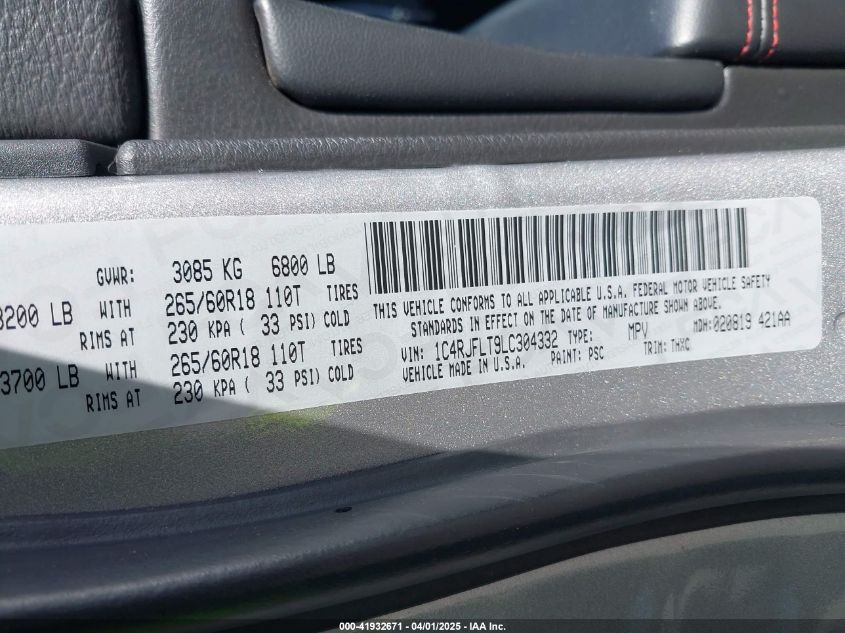 GVWR: 3085 KG 6800 LB
3200 LB WITH 265/60R18 110T TIRES
RIMS AT 230 KPA ( 33 PSI) COLD
3700 LB WITH 265/60R18 110T TIRES
RIMS AT 230 KPA ( 33 PSI) COLD
THIS VEHICLE CONFORMS TO ALL APPLICABLE U.S.A. FEDERAL MOTOR VEHICLE SAFETY
STANDARDS IN EFFECT ON THE DATE OF MANUFACTURE SHOWN ABOVE.
VIN: 1C4RJFLT9LC304332 TYPE: MPV MDH:020819 421AA
VEHICLE MADE IN U.S.A. PAINT: PSC TRIM: THXC
000-41932671 - 04/01/2025 - IAA Inc.